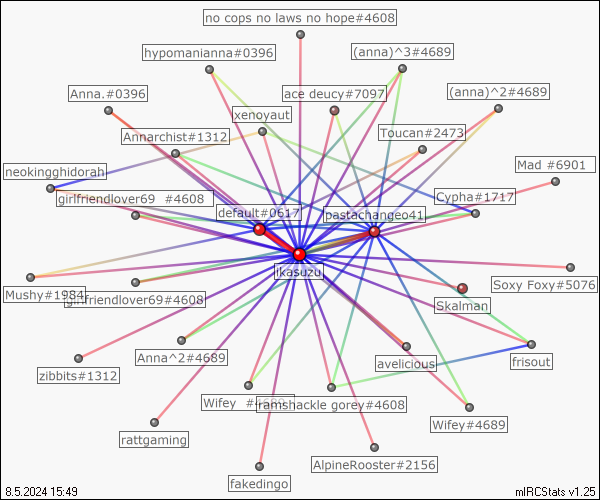 no cops no laws no hope#4608
hypomanianna#0396
(anna)^3#4689
Anna.#0396
ace deucy#7097
(anna)^2#4689
xenoyaut
Annarchist#1312
Toucan#2473
neokingghidorah
Mad #6901
girlfriendlover69 #4608
Cypha#1717
default#0617
pastachangeo41
ikasuzu
Soxy Foxy#5076
Mushy#1984
girlfriendlover69#4608
Skalman
Anna^2#4689
avelicious
frisout
zibbits#1312
Wifey
ramshackle gorey#4608
Wifey#4689
rattgaming
AlpineRooster#2156
fakedingo
8.5.2024 15:49
mIRCStats v1.25